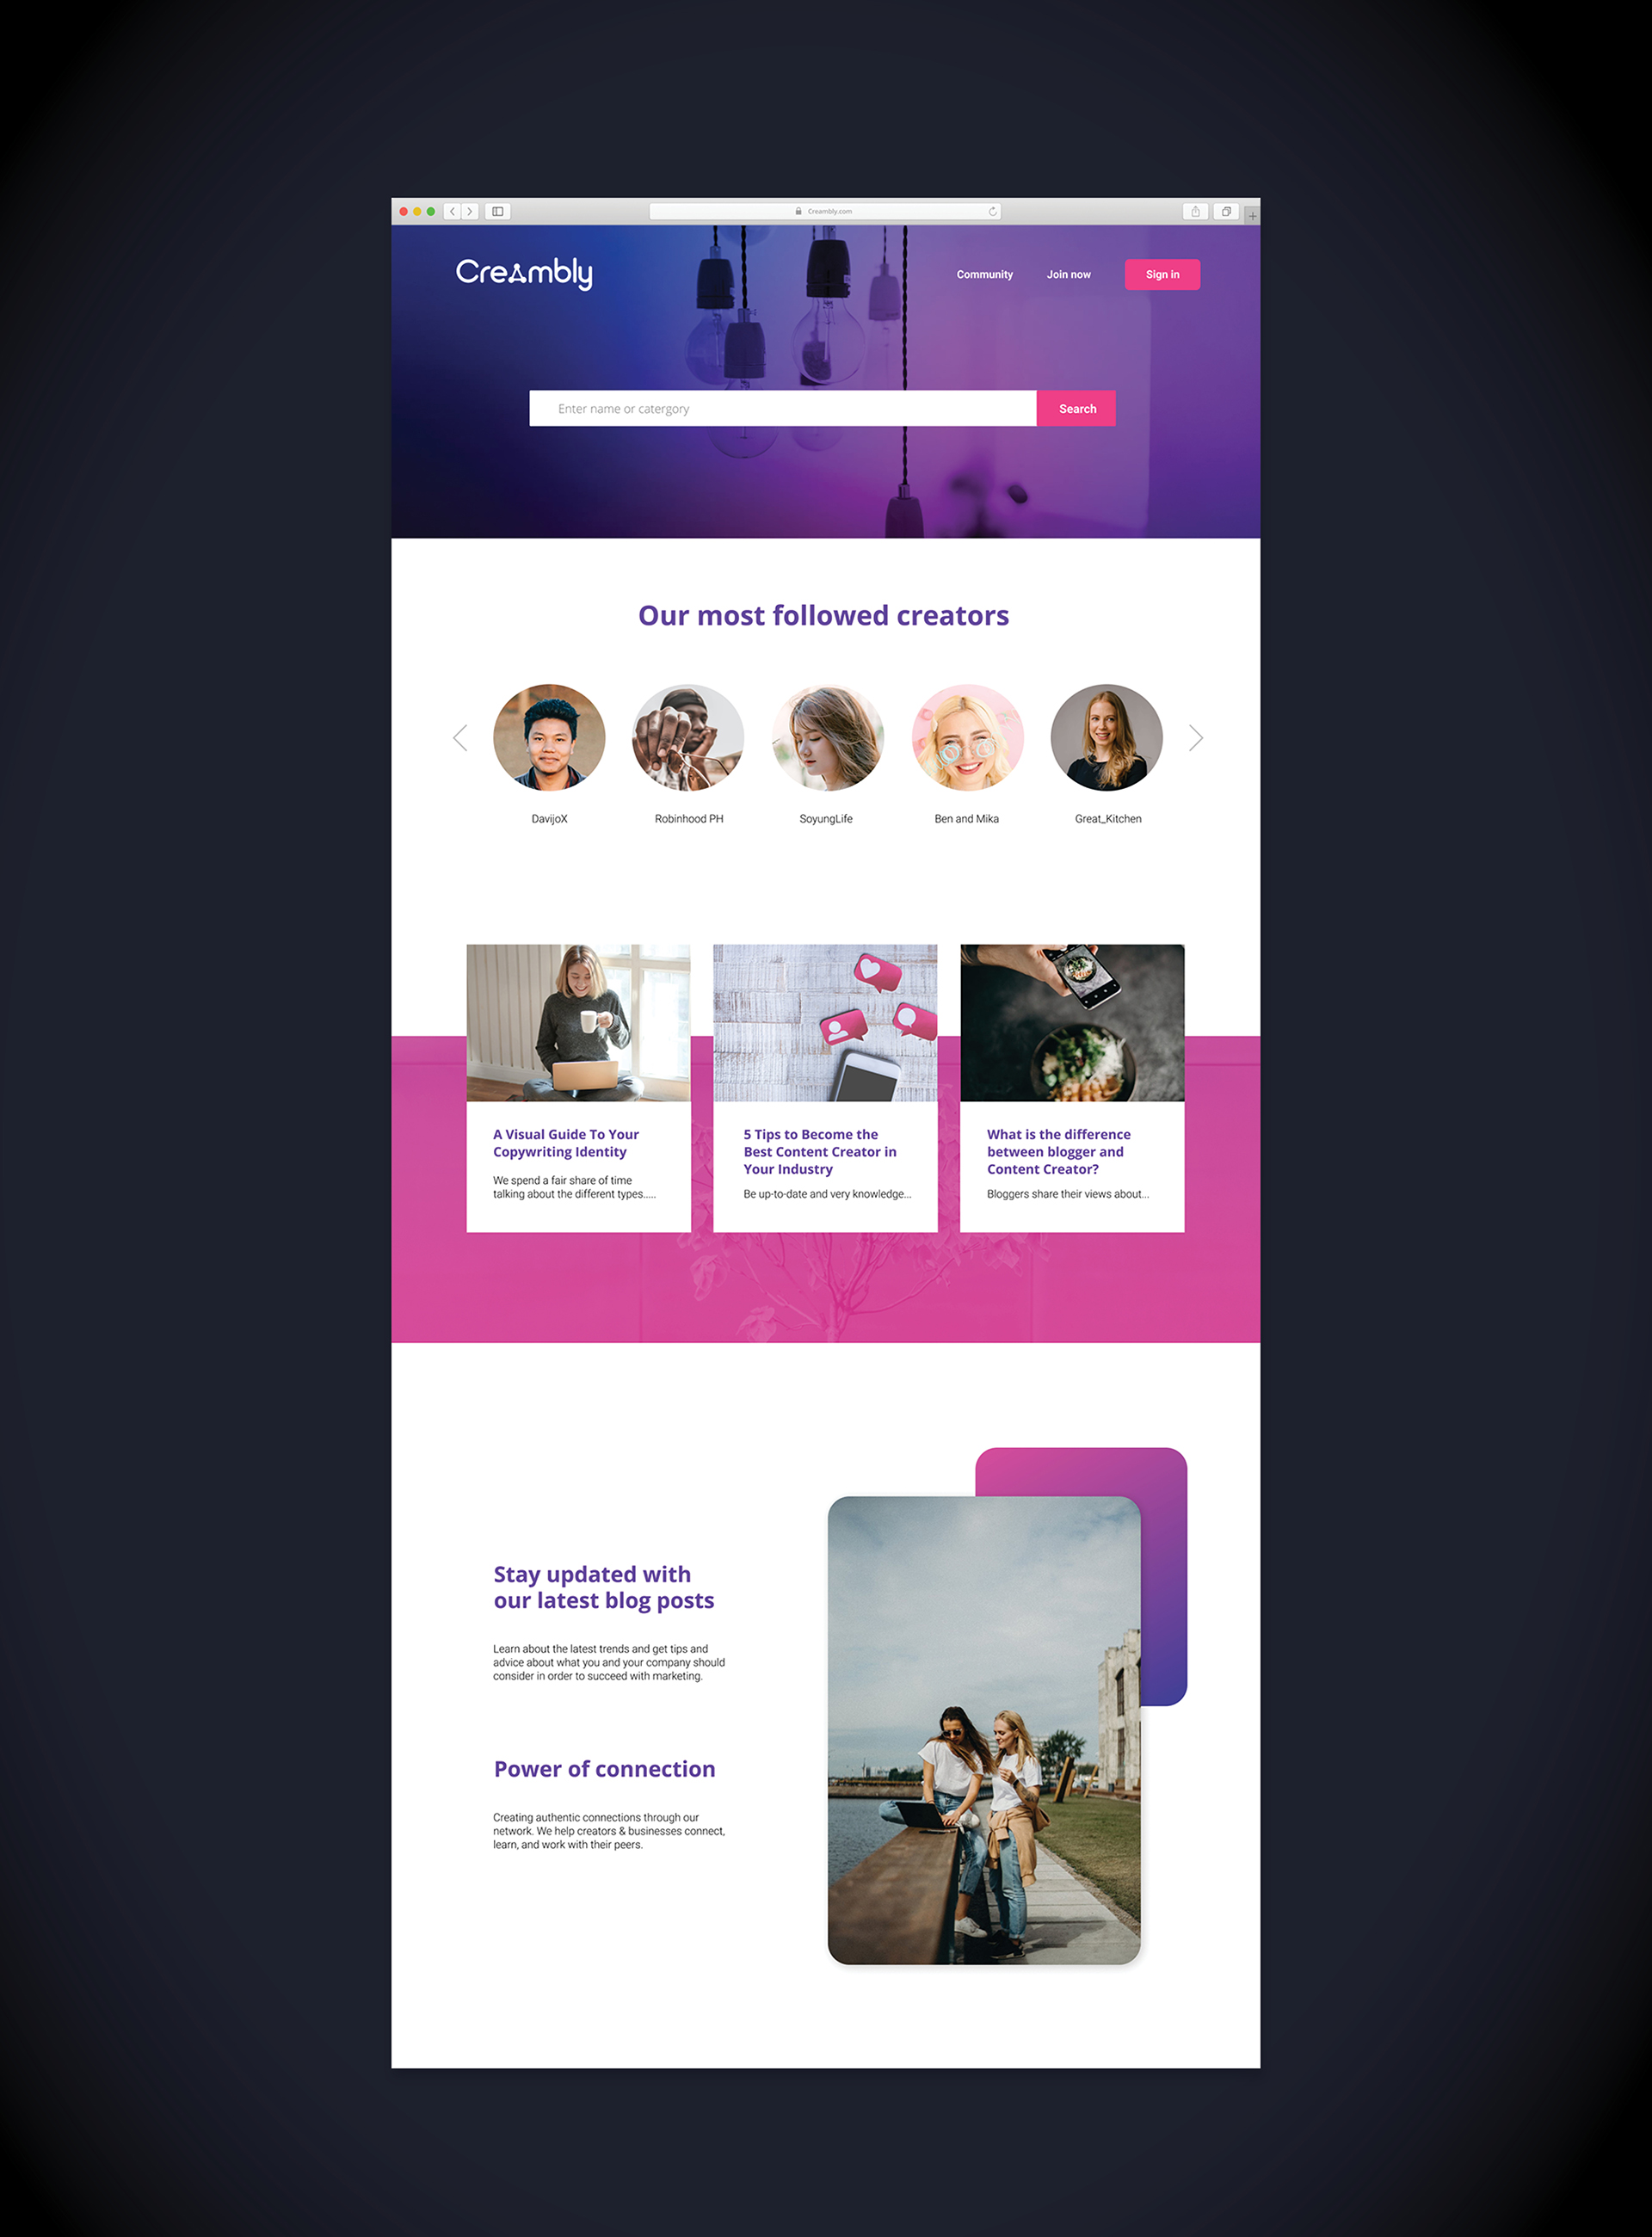 Creambly.com
Creambly
Community Join now Sign in
Enter name or catergory Search
Our most followed creators
DavijoX Robinhood PH SoyungLife Ben and Mika Great_Kitchen
A Visual Guide To Your
Copywriting Identity
We spend a fair share of time
talking about the different types.....
5 Tips to Become the
Best Content Creator in
Your Industry
Be up-to-date and very knowledge...
What is the difference
between blogger and
Content Creator?
Bloggers share their views about...
Stay updated with
our latest blog posts
Learn about the latest trends and get tips and
advice about what you and your company should
consider in order to succeed with marketing.
Power of connection
Creating authentic connections through our
network. We help creators & businesses connect,
learn, and work with their peers.